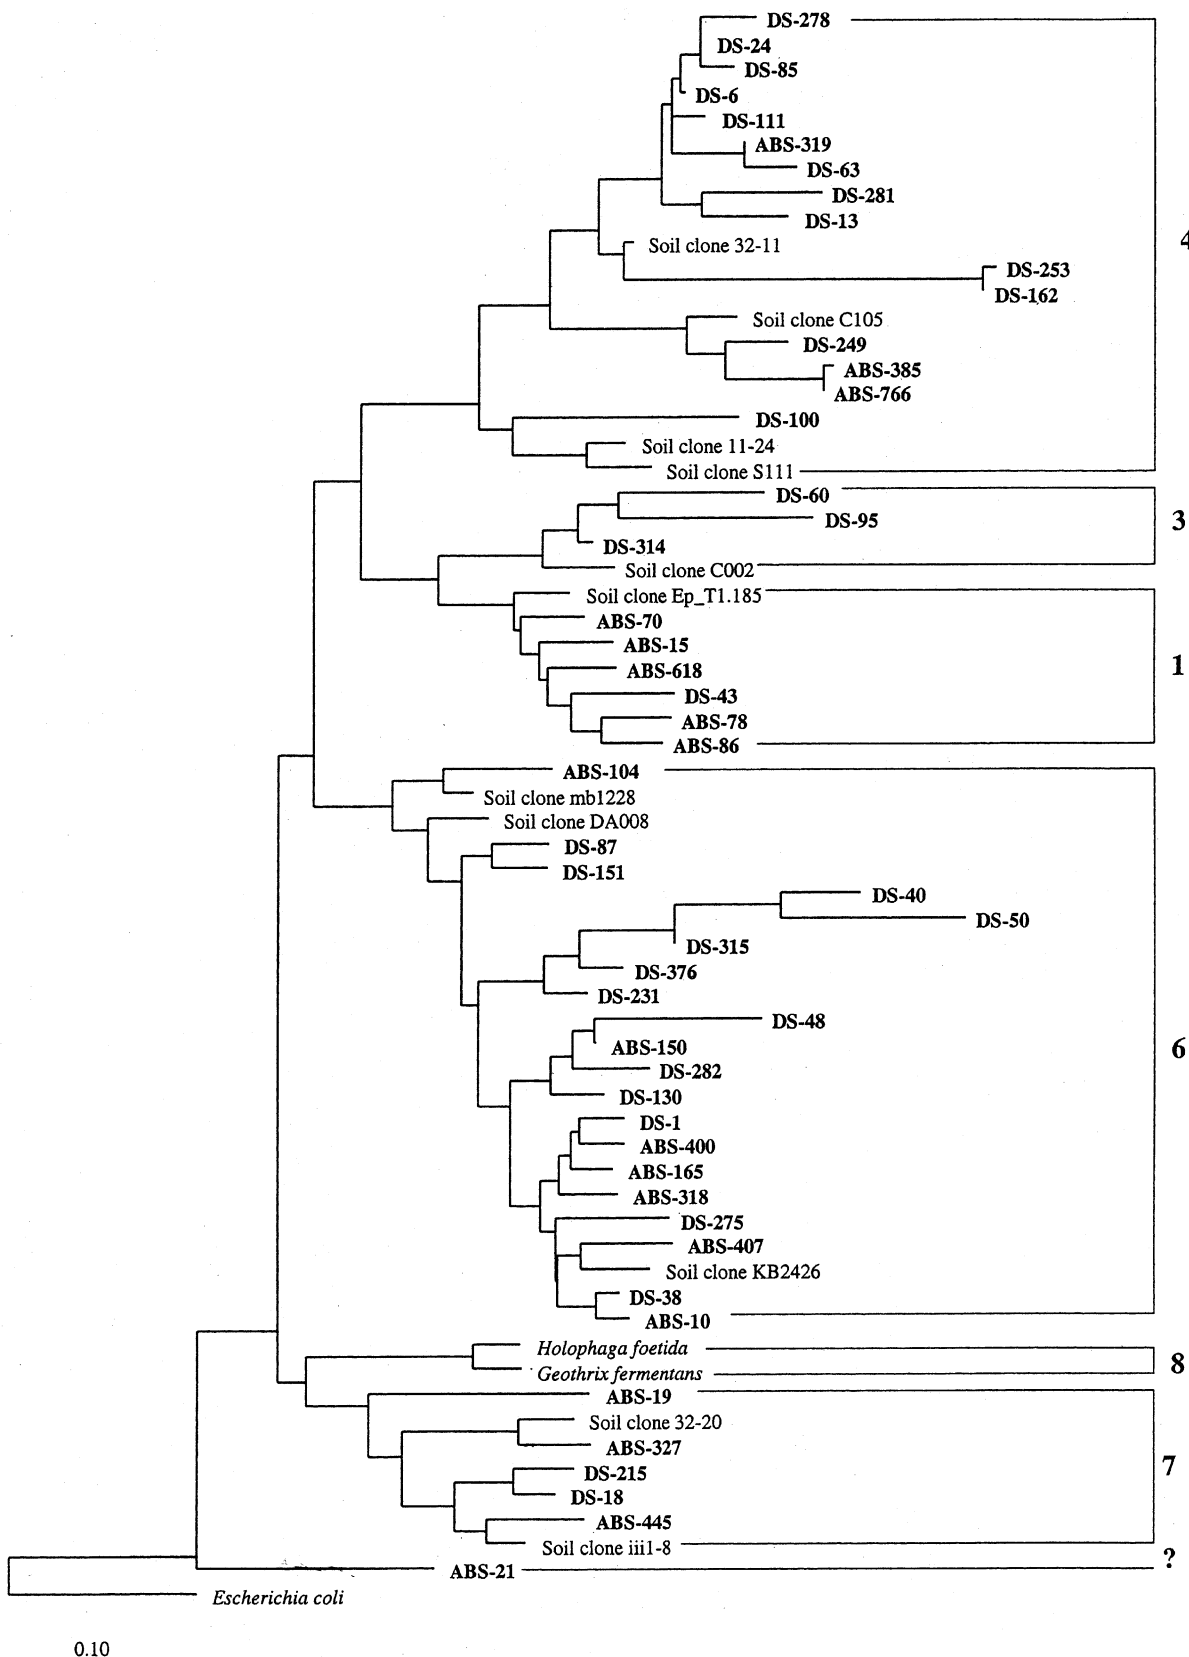 DS-278
DS-24
DS-85
DS-6
DS-111
ABS-319
DS-63
DS-281
DS-13
4
Soil clone 32-11
DS-253
DS-162
Soil clone C105
DS-249
ABS-385
ABS-766
DS-100
Soil clone 11-24
Soil clone S111
DS-60
DS-95
3
DS-314
Soil clone C002
Soil clone Ep_T1.185
ABS-70
ABS-15
1
ABS-618
DS-43
ABS-78
ABS-86
ABS-104
Soil clone mb1228
Soil clone DA008
DS-87
DS-151
DS-40
DS-50
DS-315
DS-376
DS-231
DS-48
ABS-150
6
DS-282
DS-130
DS-1
ABS-400
ABS-165
ABS-318
DS-275
ABS-407
Soil clone KB2426
DS-38
ABS-10
Holophaga foetida
8
Geothrix fermentans
ABS-19
Soil clone 32-20
ABS-327
7
DS-215
DS-18
ABS-445
Soil clone iii1-8
?
ABS-21
Escherichia coli
0.10